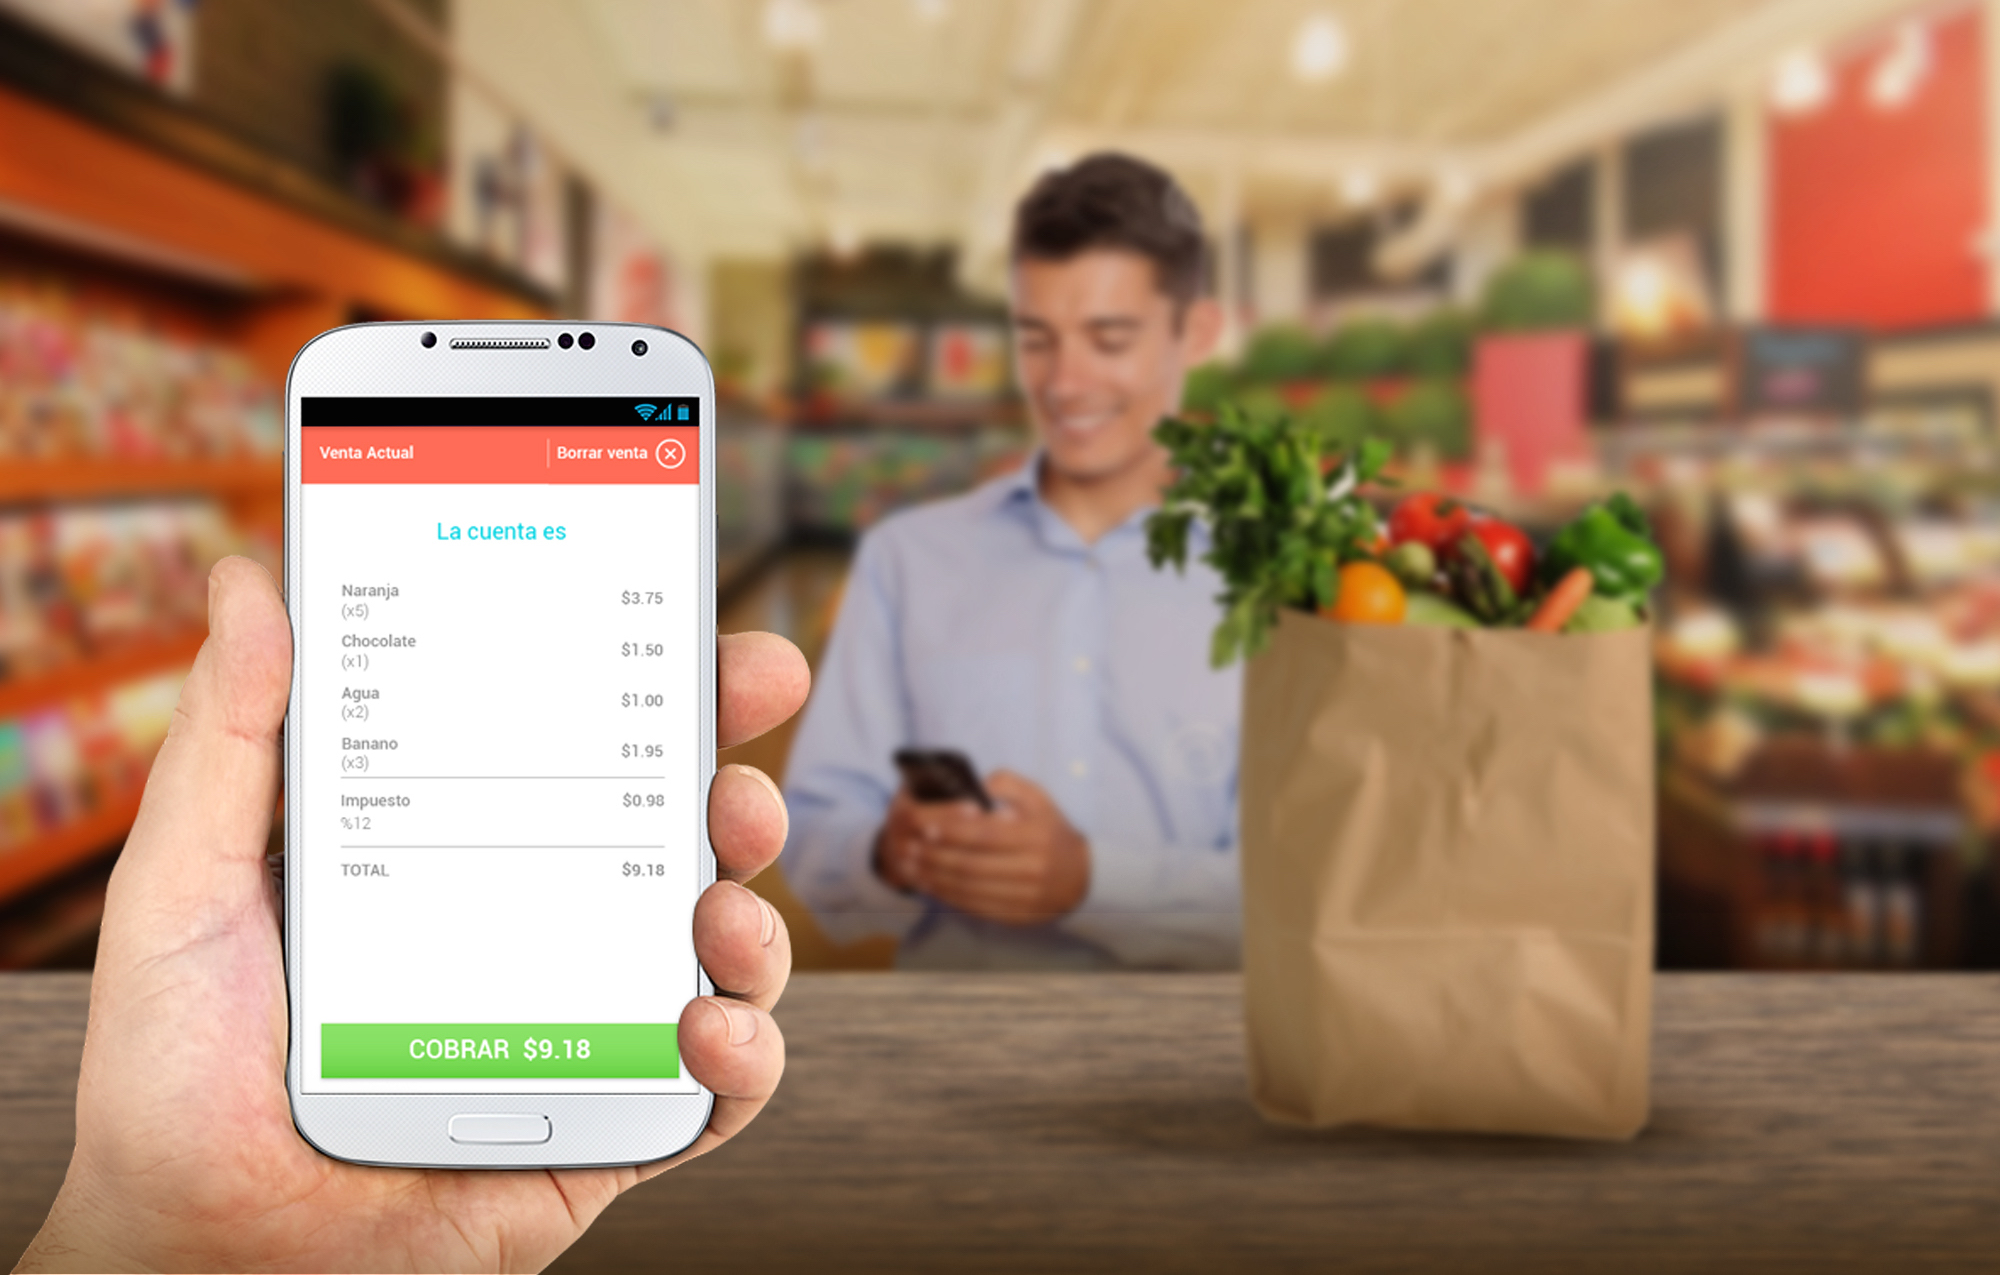 Venta Actual
Borrar venta
La cuenta es
Naranja $3.75
(x5)
Chocolate $1.50
(x1)
Agua $1.00
(x2)
Banano $1.95
(x3)
Impuesto $0.98
%12
TOTAL $9.18
COBRAR $9.18